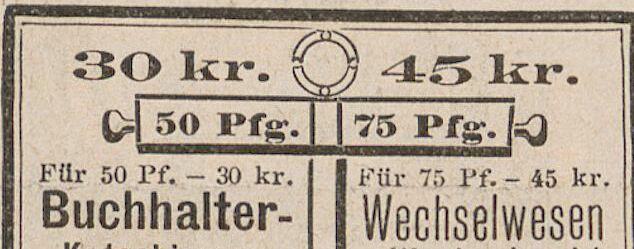 30 kr. 45 kr.
50 Pfg. 75 Pfg.
Für 50 Pf. – 30 kr.
Buchhalter-
Für 75 Pf. – 45 kr.
Wechselwesen